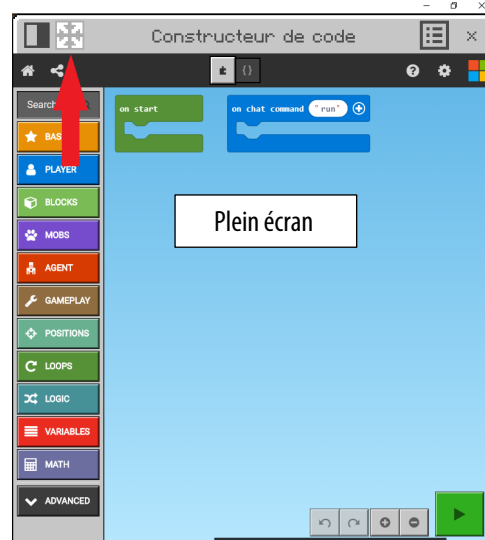 Constructeur de code
{}
Search
on start
on chat command "run"
BAS
PLAYER
BLOCKS
MOBS
AGENT
GAMEPLAY
POSITIONS
LOOPS
LOGIC
VARIABLES
MATH
ADVANCED
Plein écran